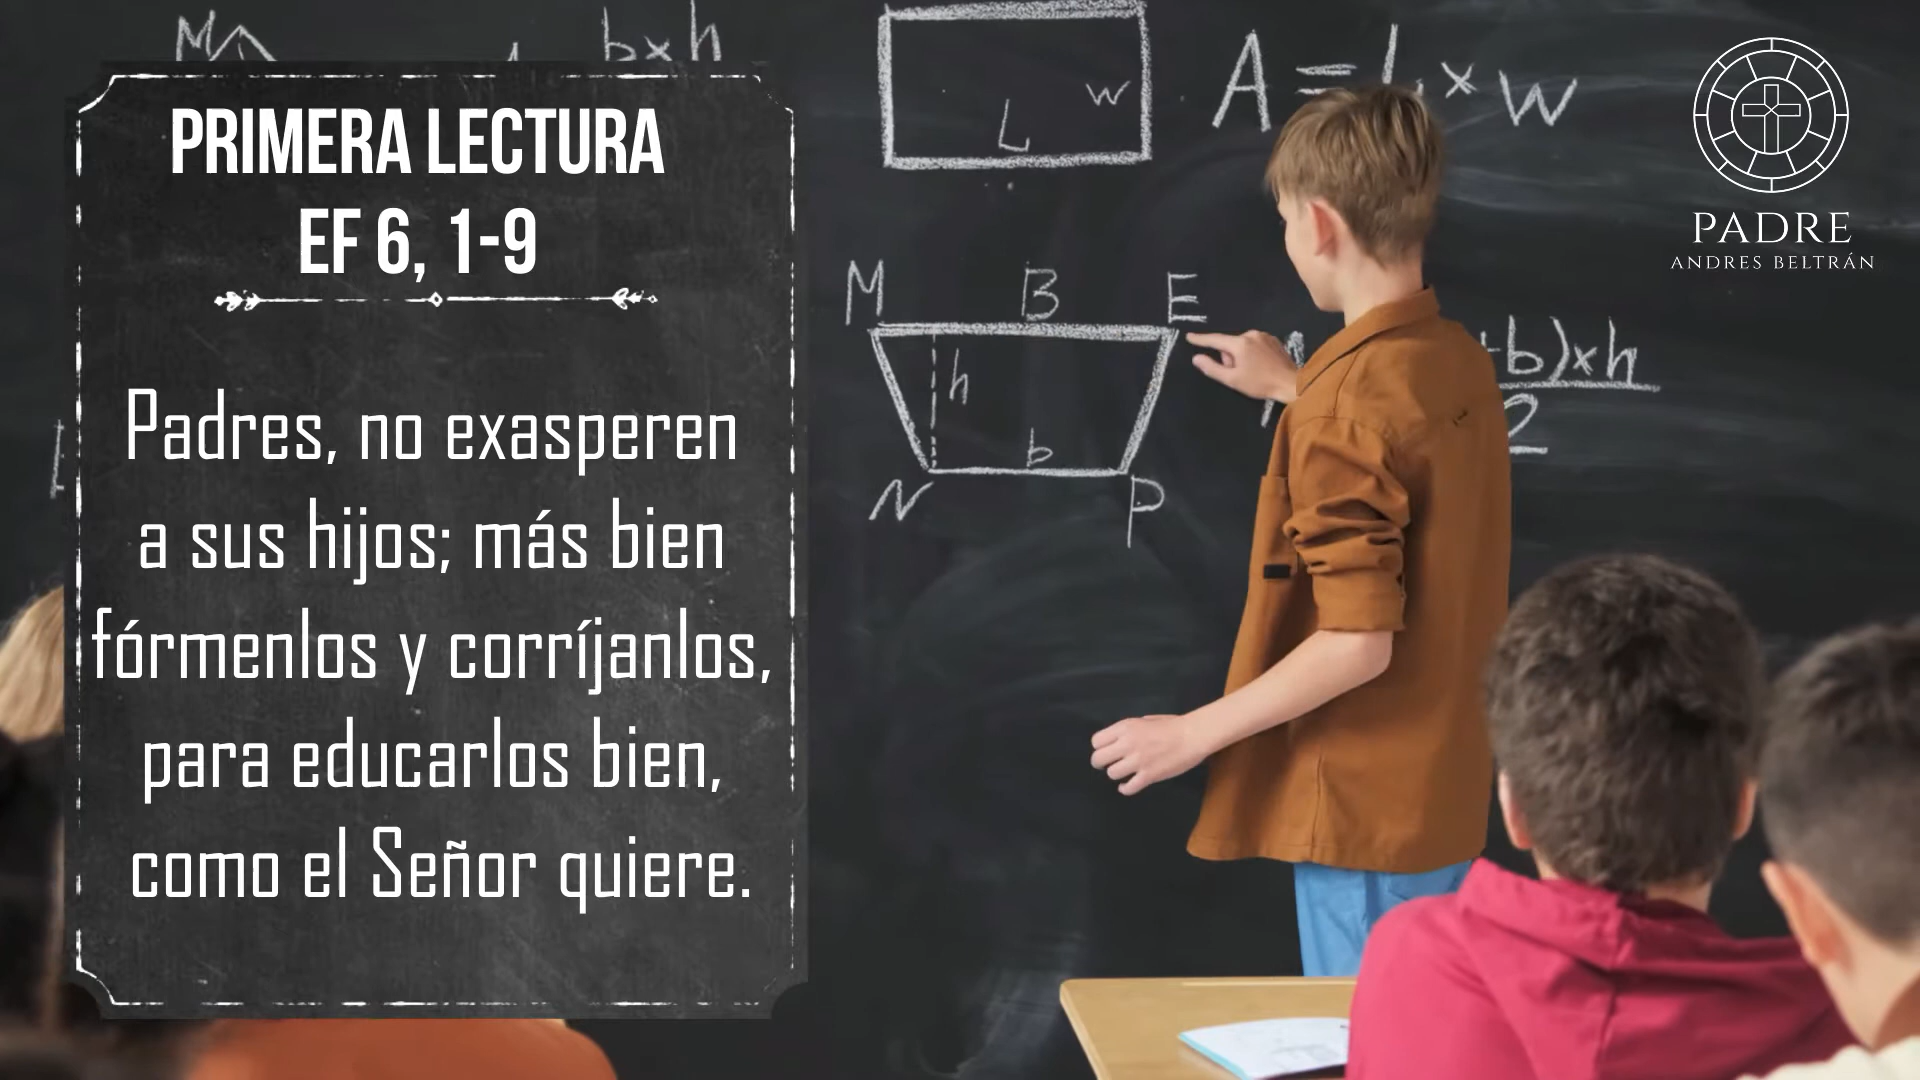 PRIMERA LECTURA
EF 6, 1-9
Padres, no exasperen
a sus hijos; más bien
fórmenlos y corríjanlos,
para educarlos bien,
como el Señor quiere.
b×h
L
w
A = L × w
M B E
h
b
N P
+b)×h
2
PADRE
ANDRES BELTRÁN